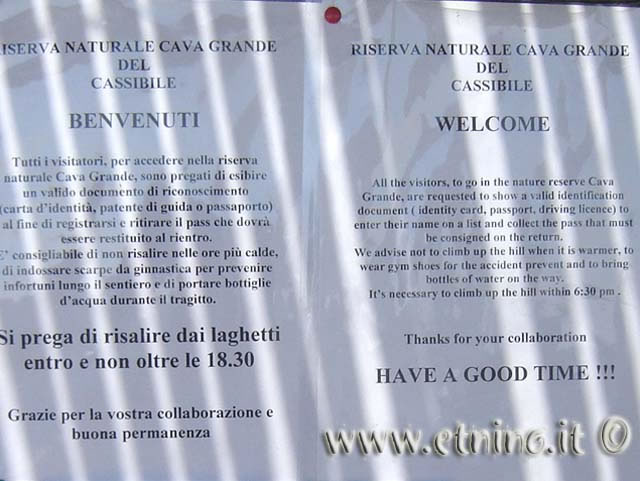 RISERVA NATURALE CAVA GRANDE
DEL
CASSIBILE
BENVENUTI
Tutti i visitatori, per accedere nella riserva
naturale Cava Grande, sono pregati di esibire
un valido documento di riconoscimento
(carta d'identità, patente di guida o passaporto)
al fine di registrarsi e ritirare il pass che dovrà
essere restituito al rientro.
E' consigliabile di non risalire nelle ore più calde,
di indossare scarpe da ginnastica per prevenire
infortuni lungo il sentiero e di portare bottiglie
d'acqua durante il tragitto.
Si prega di risalire dai laghetti
entro e non oltre le 18.30
Grazie per la vostra collaborazione e
buona permanenza
RISERVA NATURALE CAVA GRANDE
DEL
CASSIBILE
WELCOME
All the visitors, to go in the nature reserve Cava
Grande, are requested to show a valid identification
document ( identity card, passport, driving licence) to
enter their name on a list and collect the pass that must
be consigned on the return.
We advise not to climb up the hill when it is warmer, to
wear gym shoes for the accident prevent and to bring
bottles of water on the way.
It's necessary to climb up the hill within 6:30 pm .
Thanks for your collaboration
HAVE A GOOD TIME !!!
www.etnino.it ©